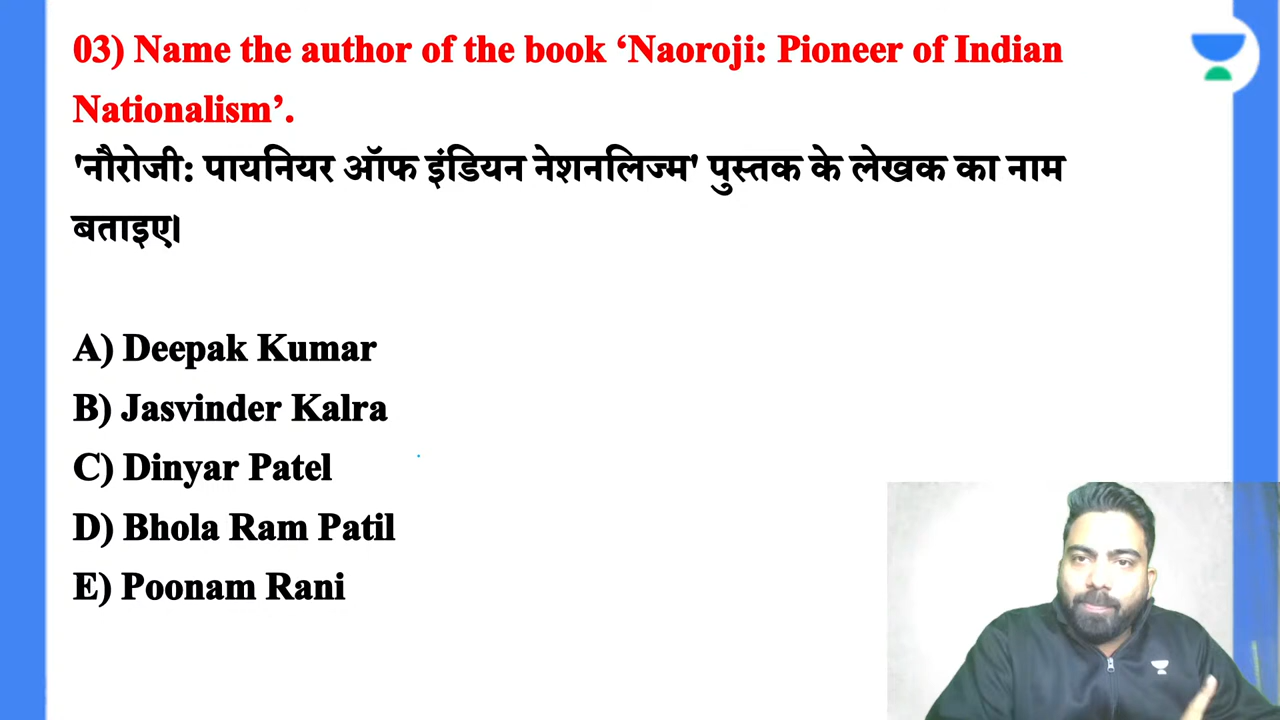 03) Name the author of the book ‘Naoroji: Pioneer of Indian
Nationalism’.
'नौरोजी: पायनियर ऑफ इंडियन नेशनलिज्म' पुस्तक के लेखक का नाम
बताइए।
A) Deepak Kumar
B) Jasvinder Kalra
C) Dinyar Patel
D) Bhola Ram Patil
E) Poonam Rani